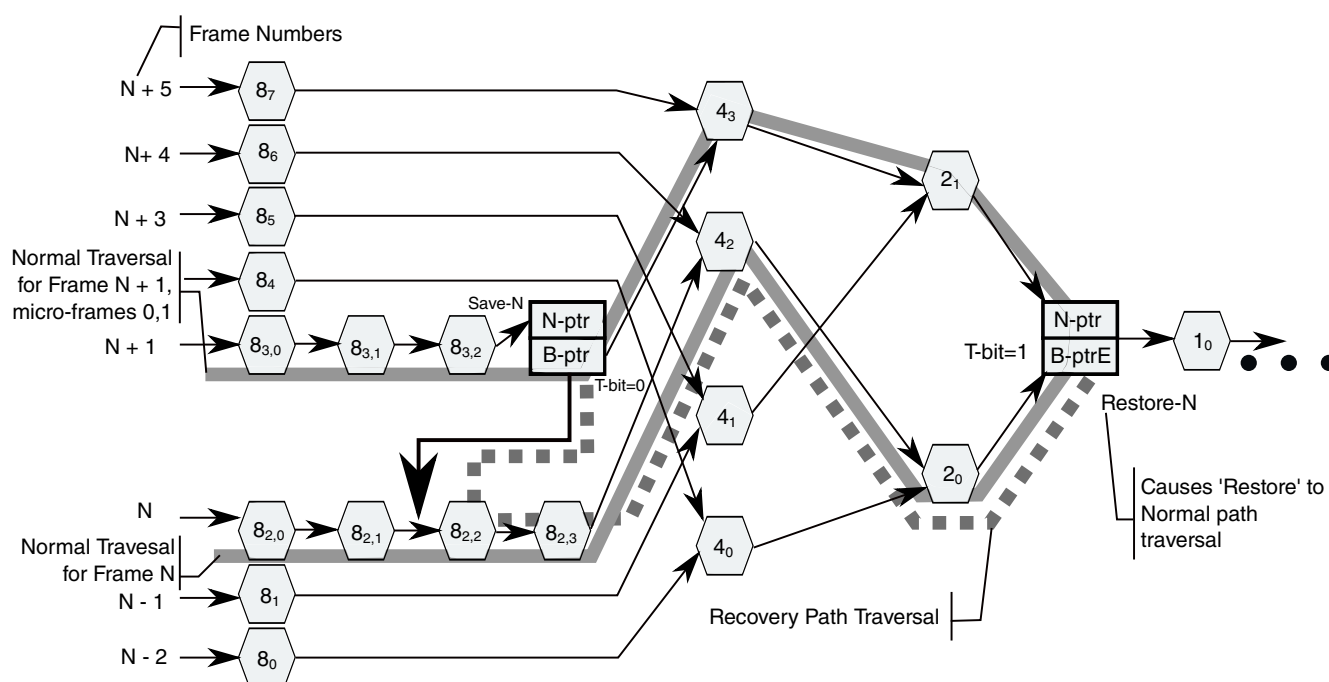 Frame Numbers
N + 5
8₇
4₃
N+ 4
8₆
2₁
N + 3
8₅
4₂
Normal Traversal
for Frame N + 1,
micro-frames 0,1
8₄
Save-N
N-ptr
B-ptr
T-bit=0
N + 1
8₃,₀
8₃,₁
8₃,₂
N-ptr
B-ptrE
T-bit=1
1₀
Restore-N
4₁
2₀
Causes 'Restore' to
Normal path
traversal
N
8₂,₀
8₂,₁
8₂,₂
8₂,₃
4₀
Normal Travesal
for Frame N
N - 1
8₁
Recovery Path Traversal
N - 2
8₀